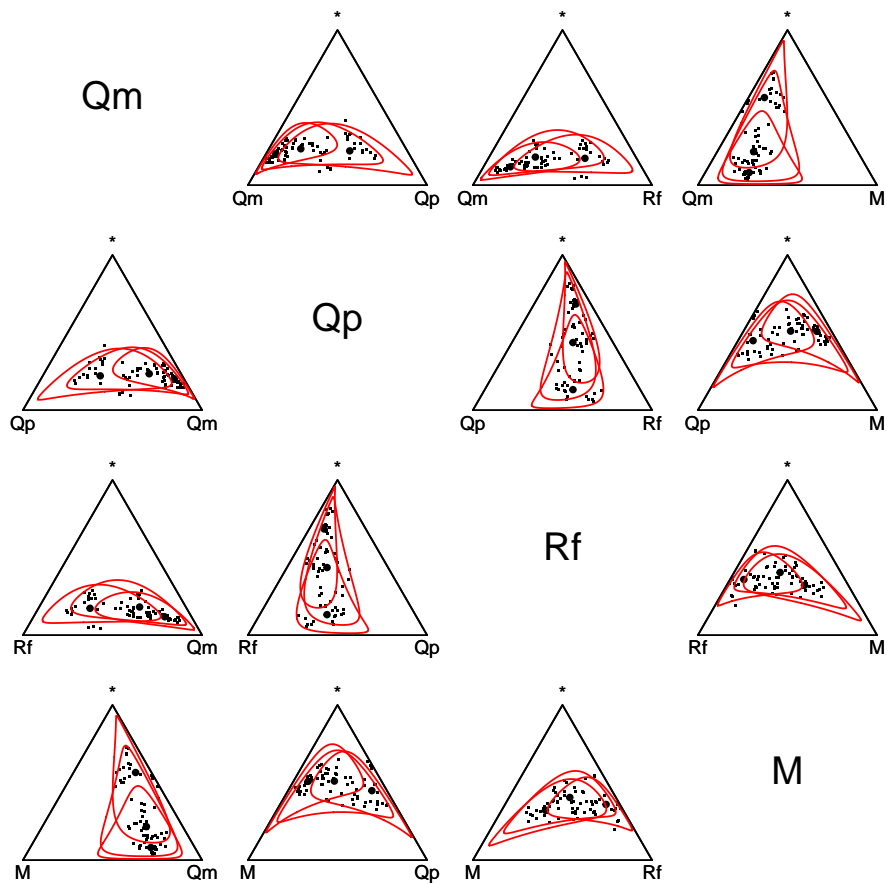 * * *
Qm
Qm Qp Qm Rf Qm M
* * *
Qp
Qp Qm Qp Rf Qp M
* * *
Rf
Rf Qm Rf Qp Rf M
* * *
M
M Qm M Qp M Rf